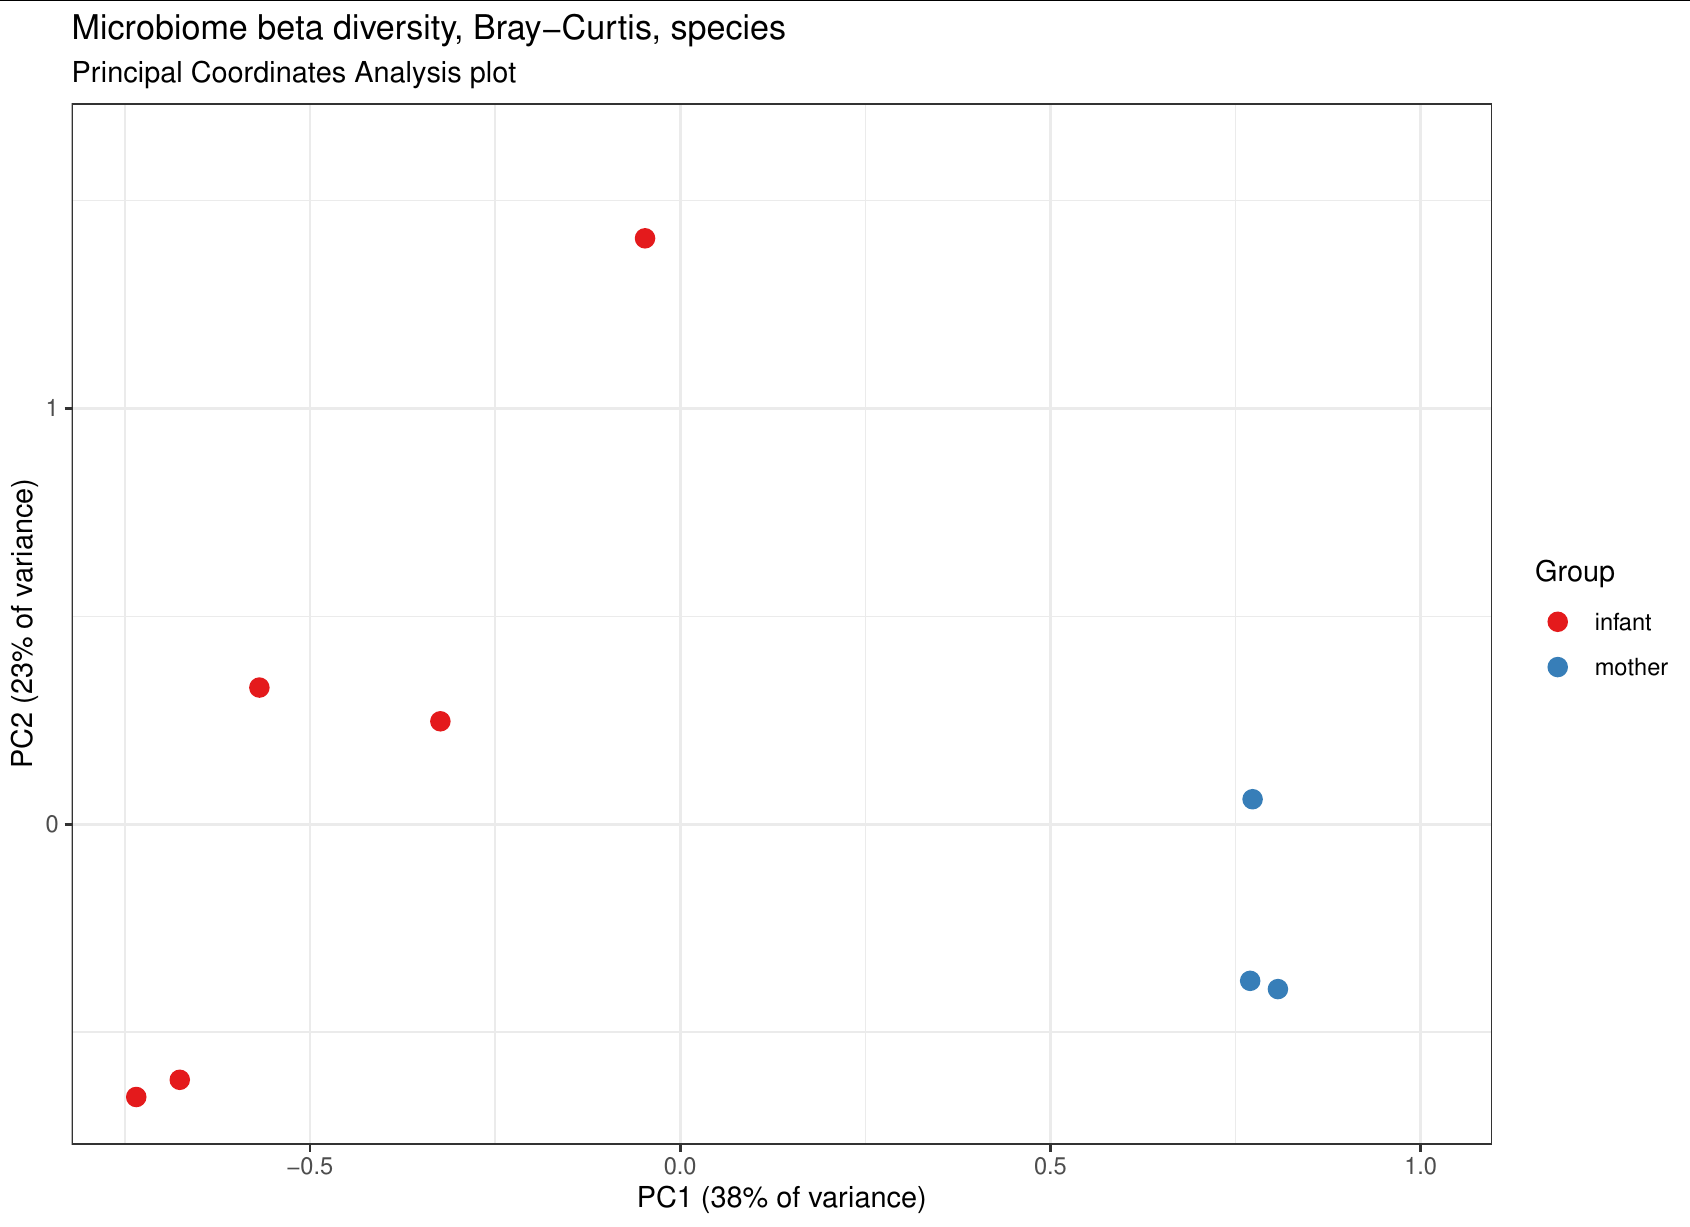 Microbiome beta diversity, Bray−Curtis, species
Principal Coordinates Analysis plot
PC2 (23% of variance)
1
0
−0.5
0.0
0.5
1.0
PC1 (38% of variance)
Group
infant
mother